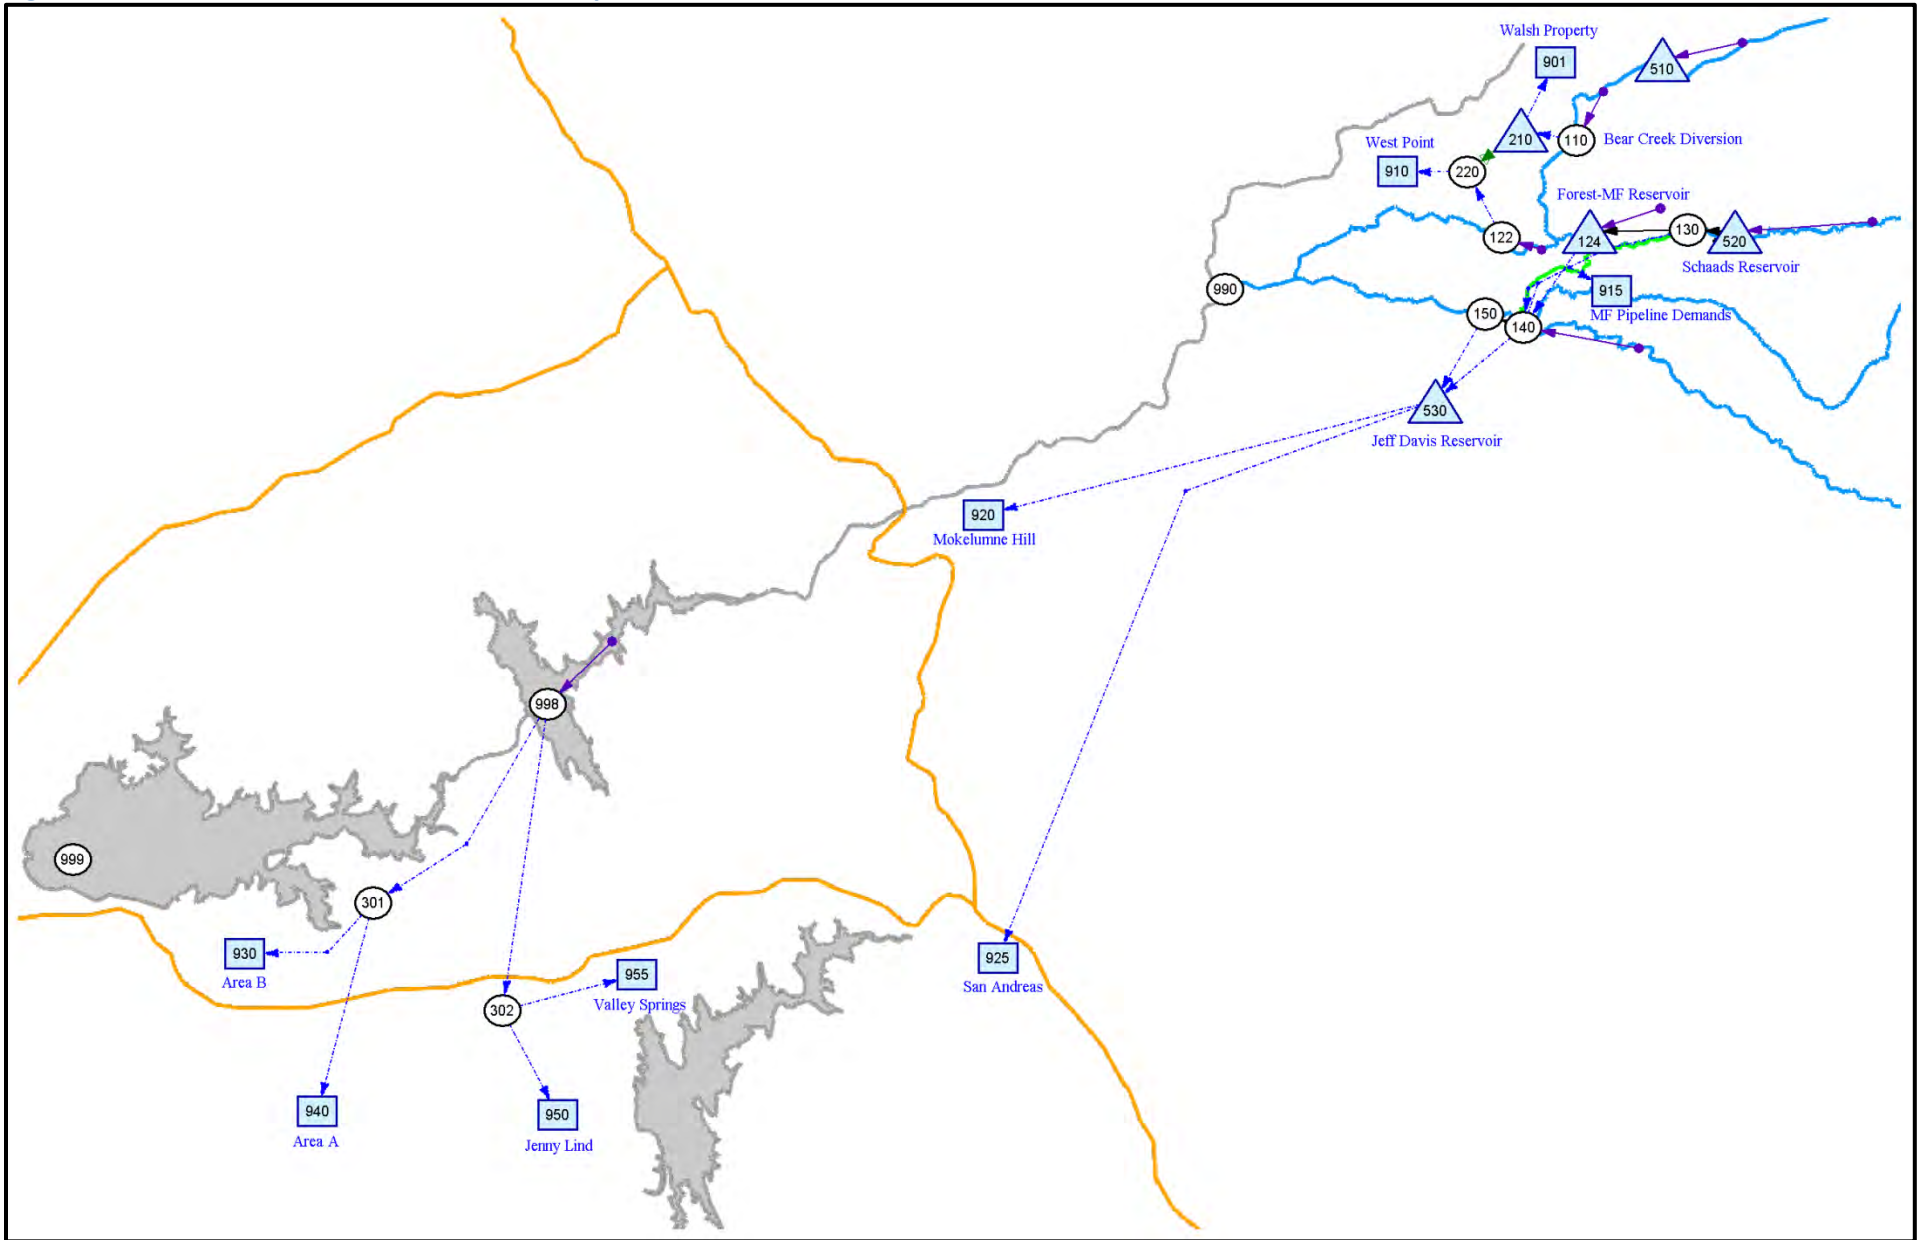 Walsh Property
901
510
210
110
Bear Creek Diversion
West Point
910
220
Forest-MF Reservoir
122
124
130
520
Schaads Reservoir
990
915
MF Pipeline Demands
150
140
530
Jeff Davis Reservoir
920
Mokelumne Hill
998
999
301
930
Area B
955
Valley Springs
925
San Andreas
302
940
Area A
950
Jenny Lind